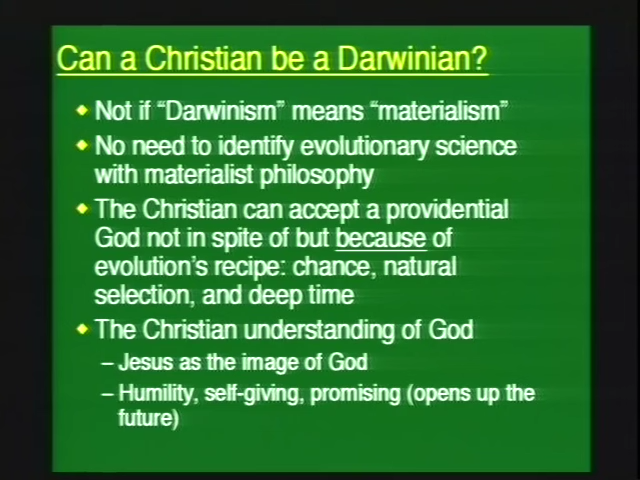 Can a Christian be a Darwinian?
Not if “Darwinism” means “materialism”
No need to identify evolutionary science
with materialist philosophy
The Christian can accept a providential
God not in spite of but because of
evolution’s recipe: chance, natural
selection, and deep time
The Christian understanding of God
– Jesus as the image of God
– Humility, self-giving, promising (opens up the
future)